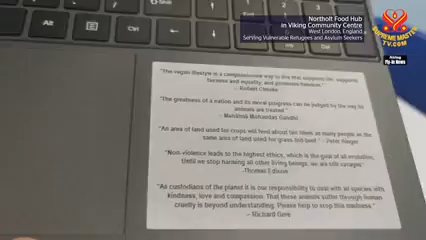 Northolt Food Hub
in Viking Community Centre
West London, England
Serving Vulnerable Refugees and Asylum Seekers
SUPREME MASTER
TV.com
Fly-in News
alt
fn
ctrl
"The vegan lifestyle is a compassionate way to live that supports life, supports
fairness and equality, and promotes freedom."
– Robert Cheeke
"The greatness of a nation and its moral progress can be judged by the way its
animals are treated."
– Mahatma Mohandas Gandhi
"An area of land used for crops will feed about ten times as many people as the
same area of land used for grass-fed beef." - Peter Singer
"Non-violence leads to the highest ethics, which is the goal of all evolution.
Until we stop harming all other living beings, we are still savages"
-Thomas Edison
"As custodians of the planet it is our responsibility to deal with all species with
kindness, love and compassion. That these animals suffer through human
cruelty is beyond understanding. Please help to stop this madness."
– Richard Gere